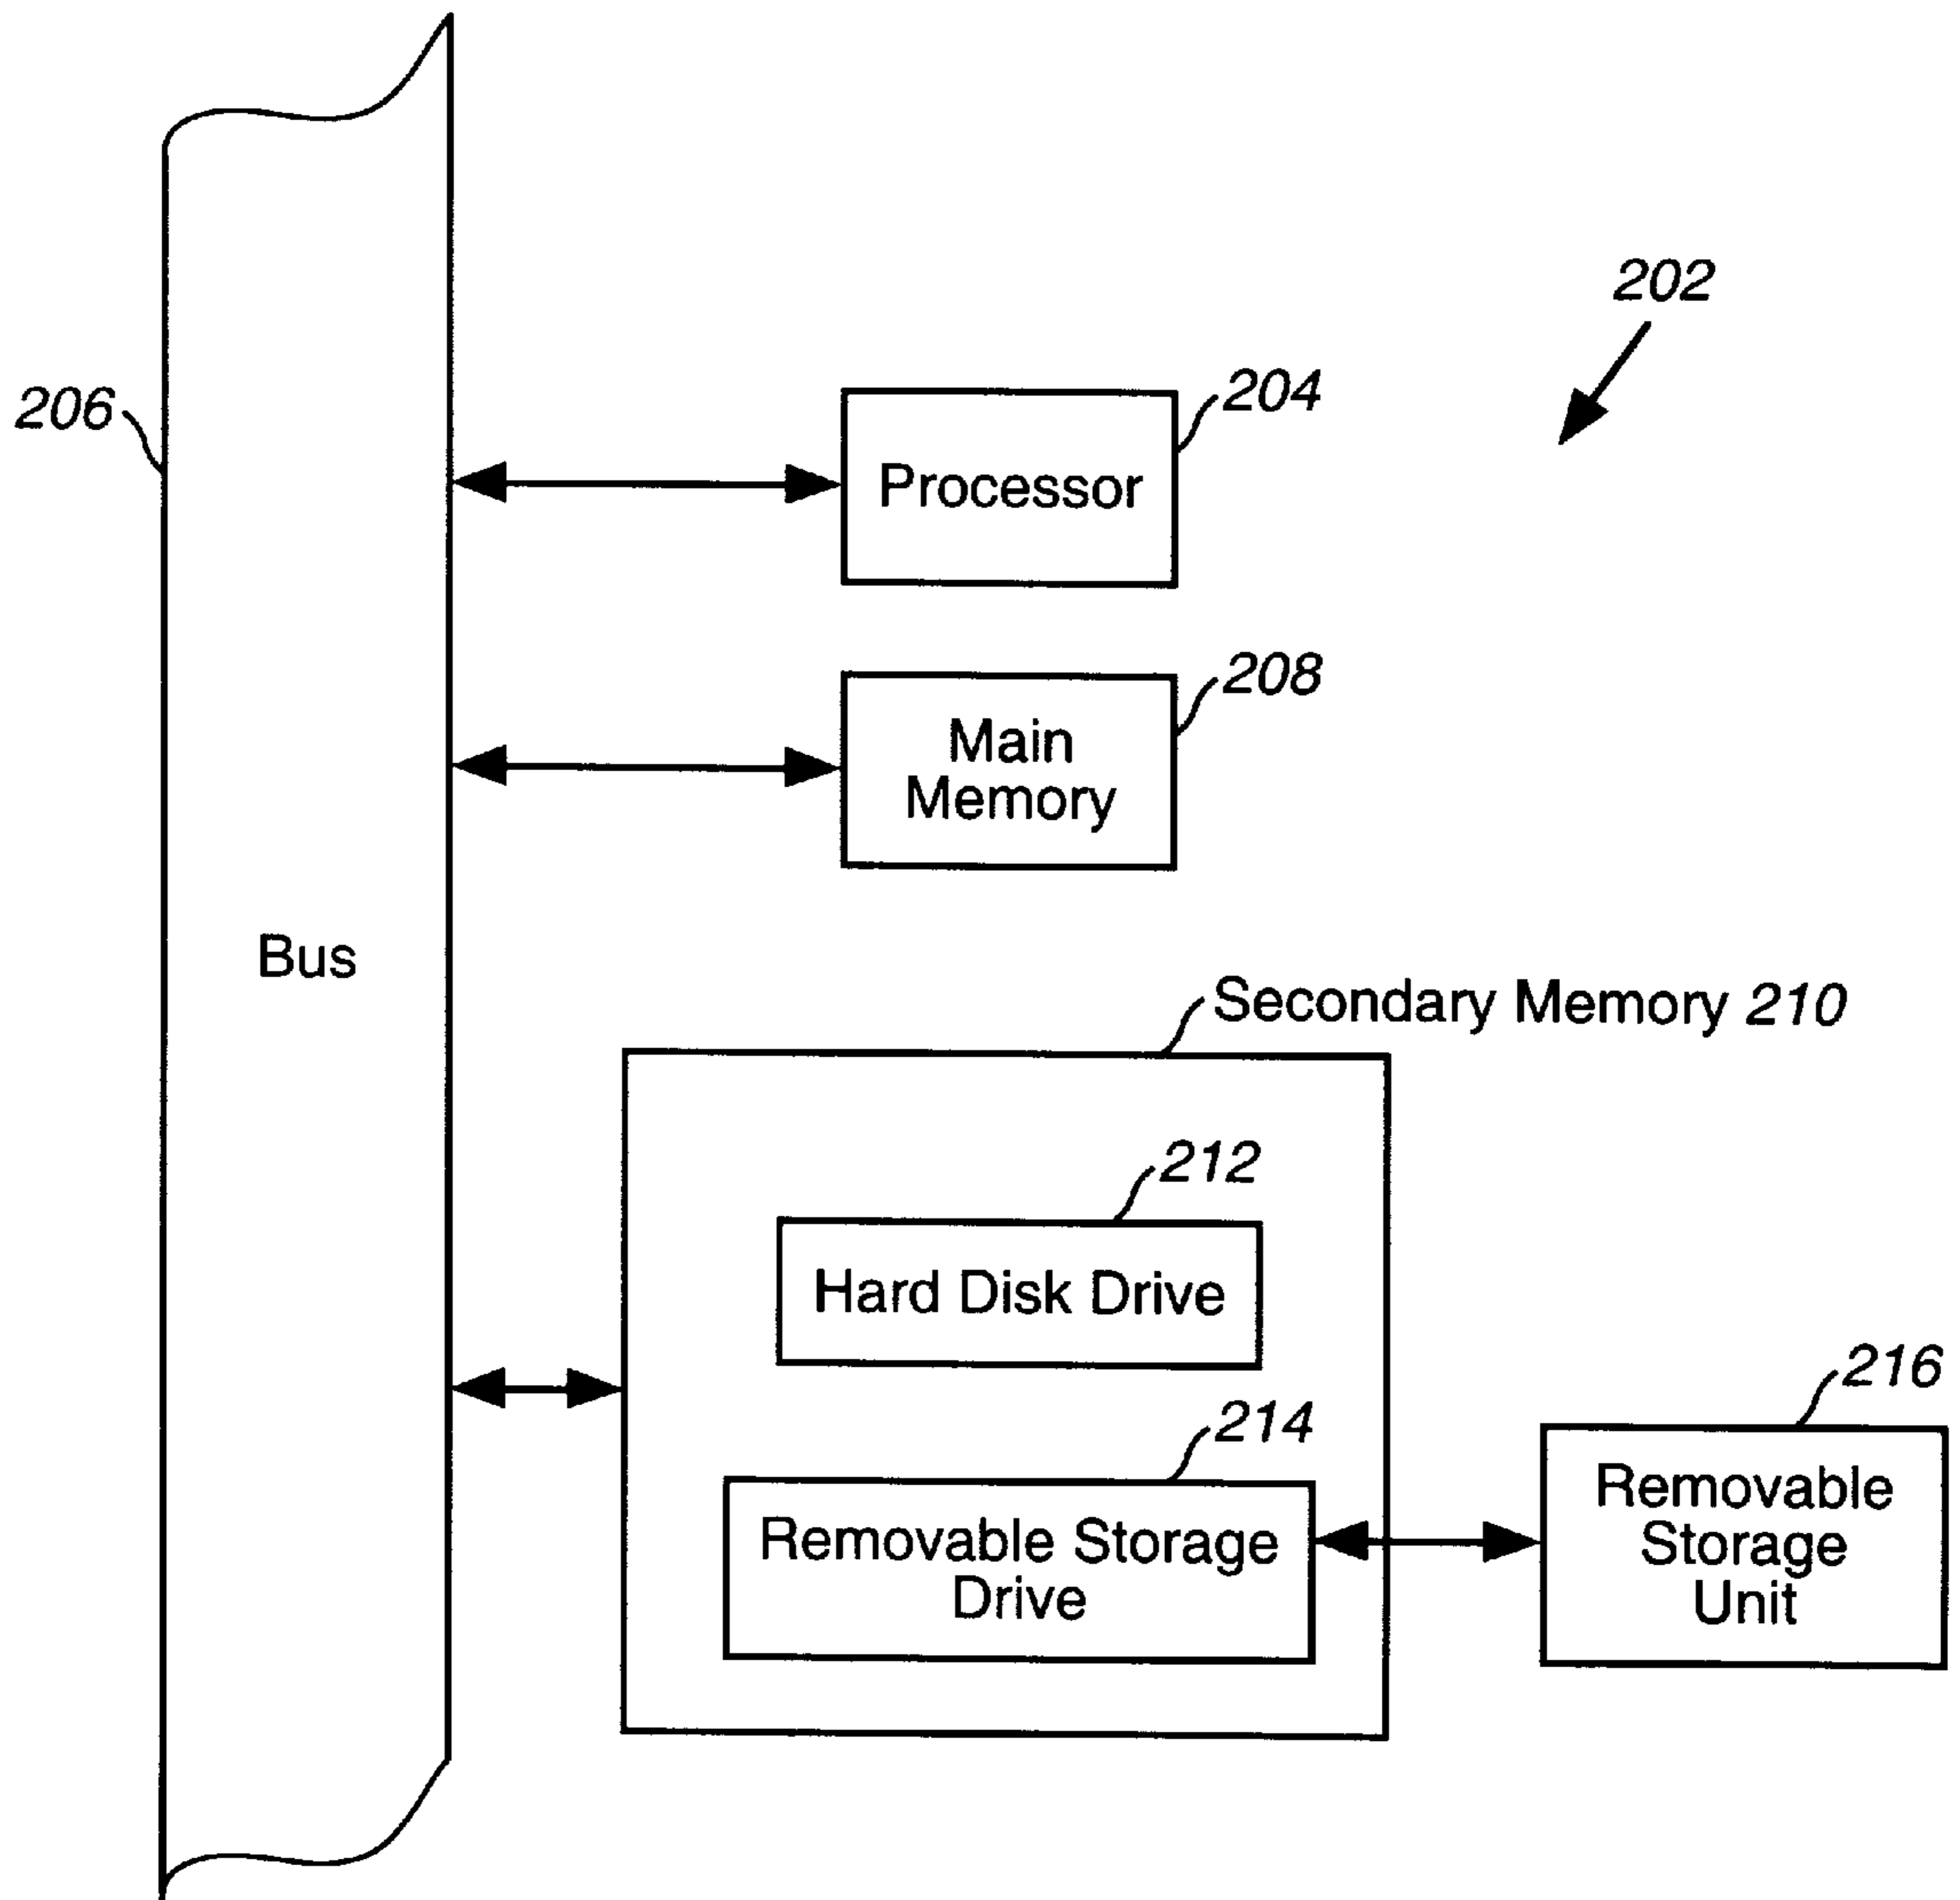 202
206
204
Processor
208
Main
Memory
Bus
Secondary Memory 210
212
Hard Disk Drive
216
214
Removable Storage
Drive
Removable
Storage
Unit